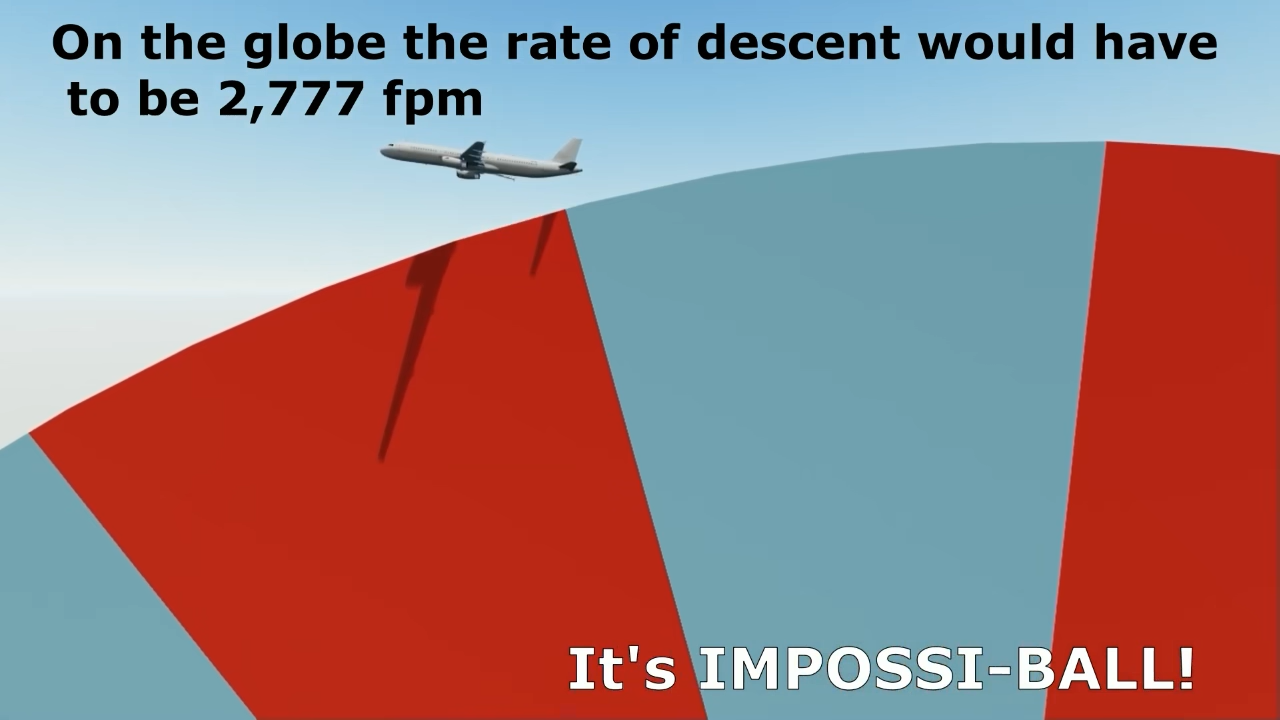 On the globe the rate of descent would have
to be 2,777 fpm
It's IMPOSSI-BALL!